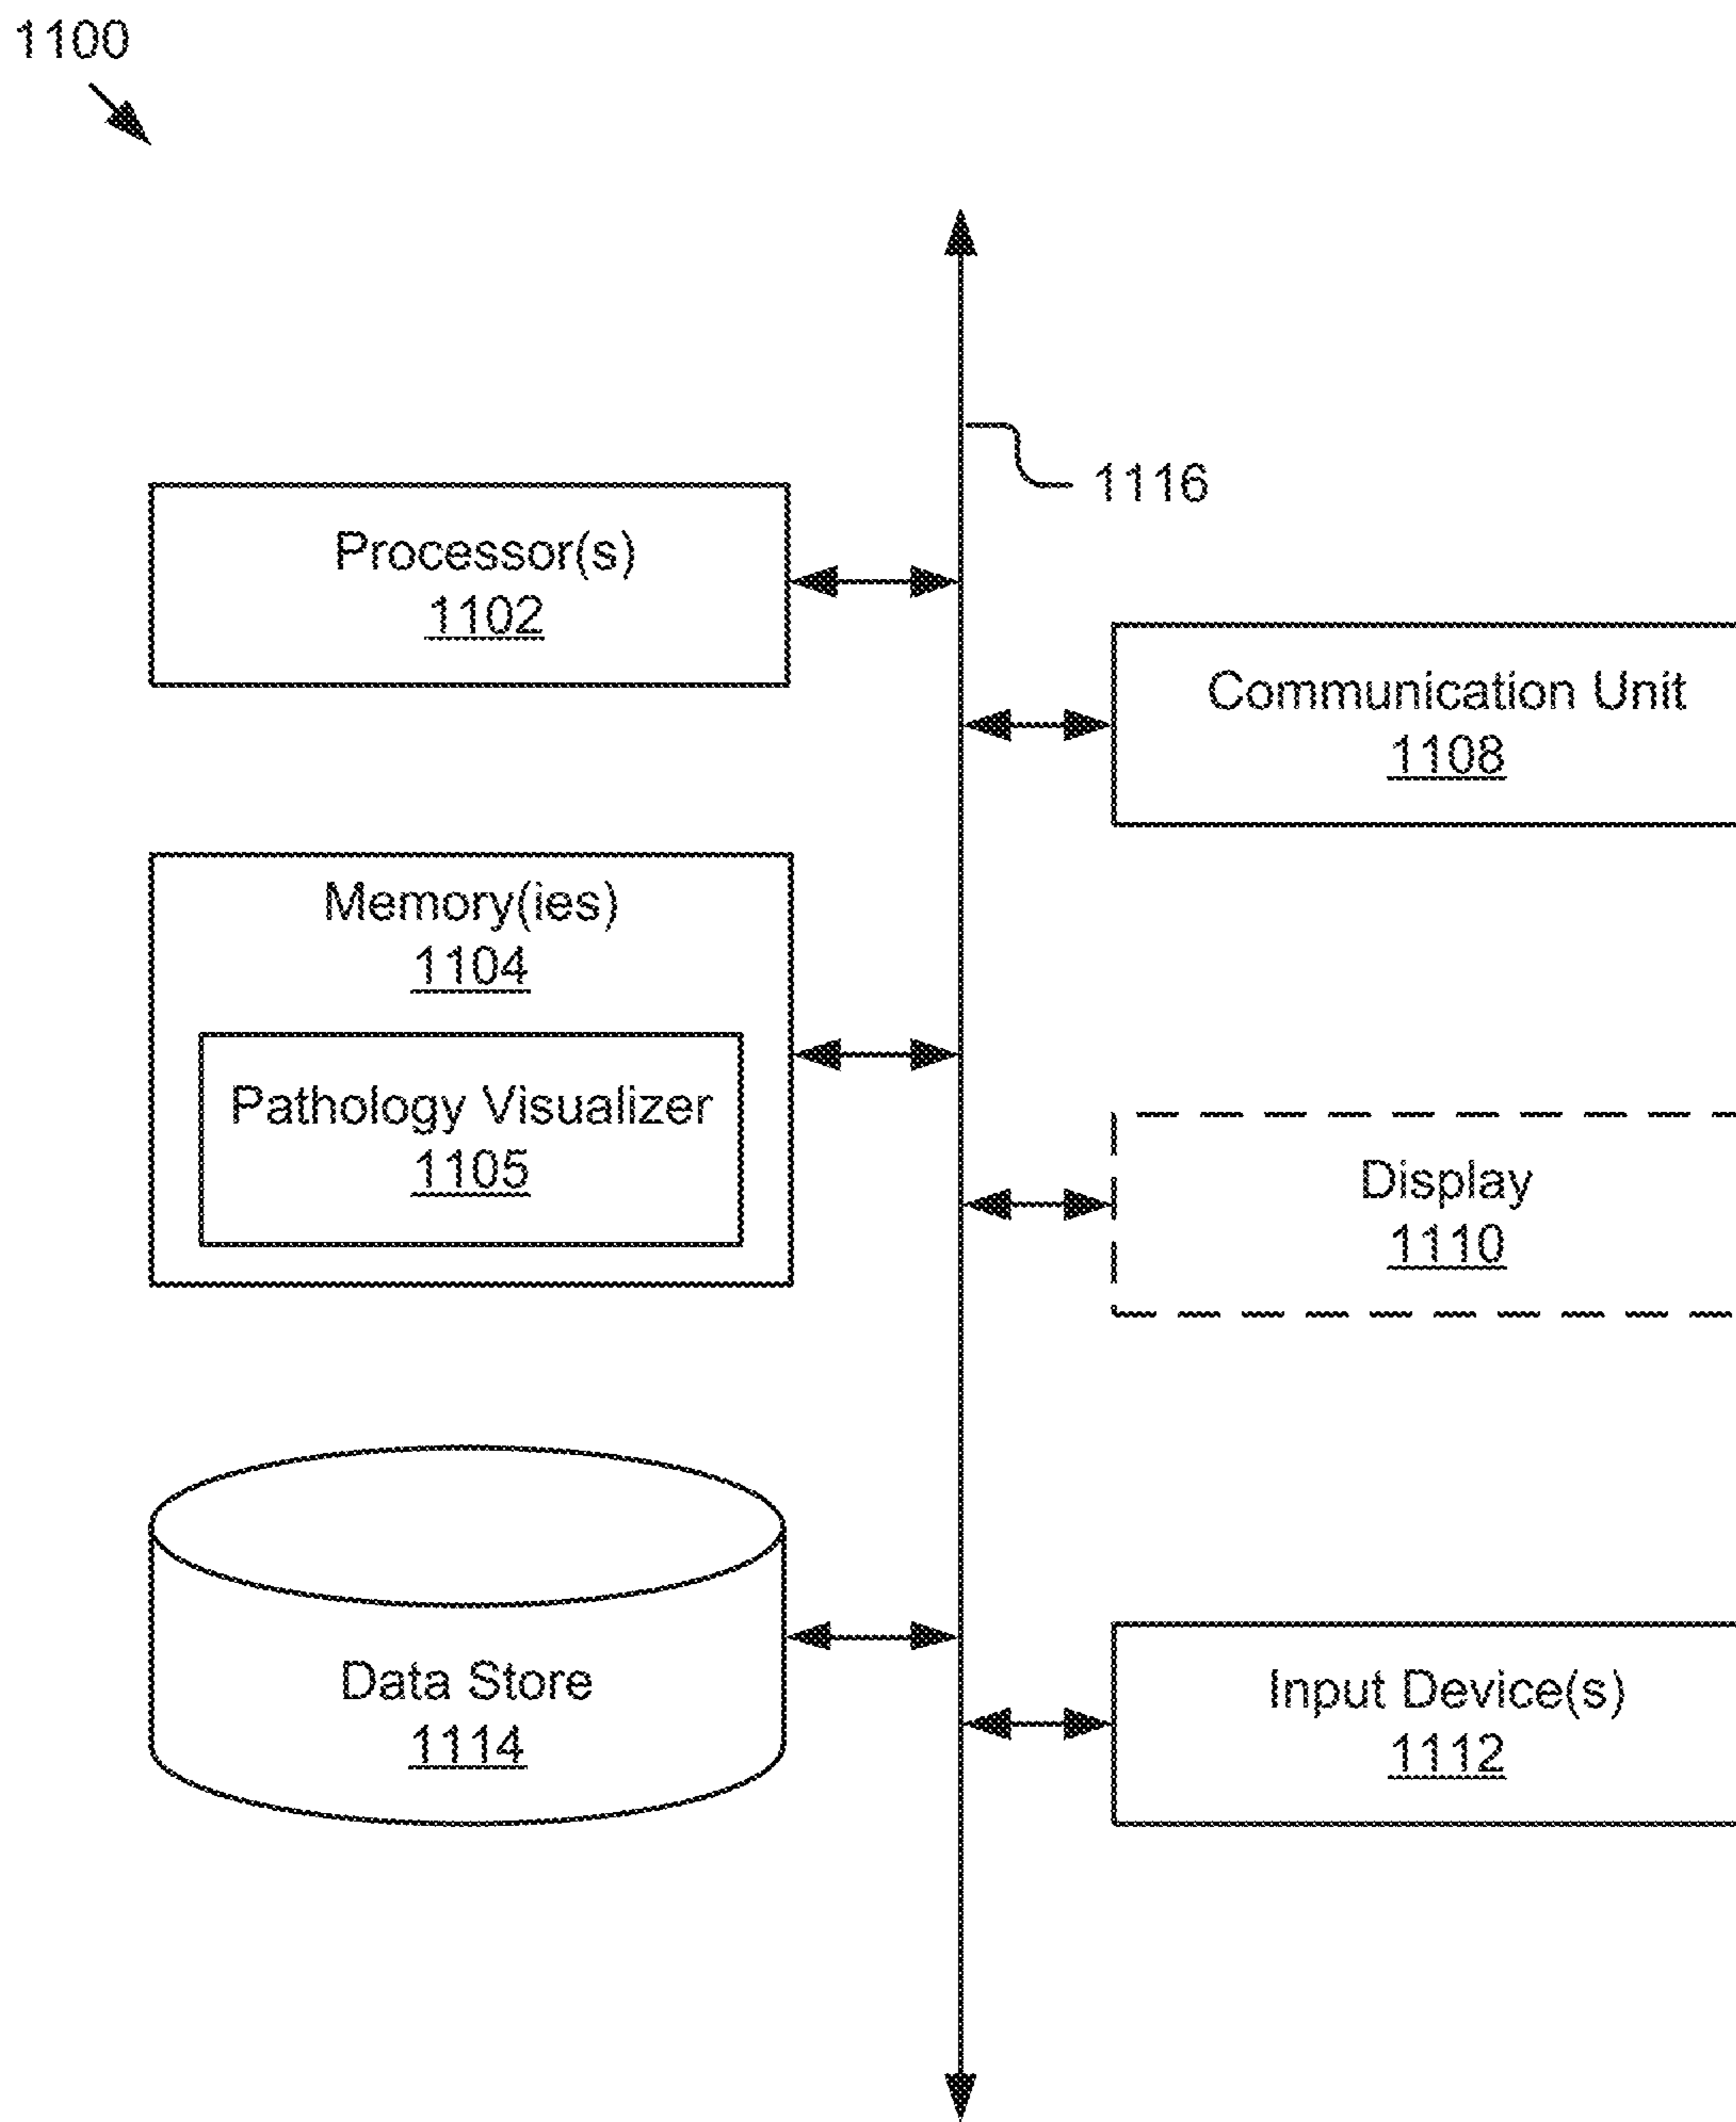 1100
1116
Processor(s)
1102
Communication Unit
1108
Memory(ies)
1104
Pathology Visualizer
1105
Display
1110
Data Store
1114
Input Device(s)
1112